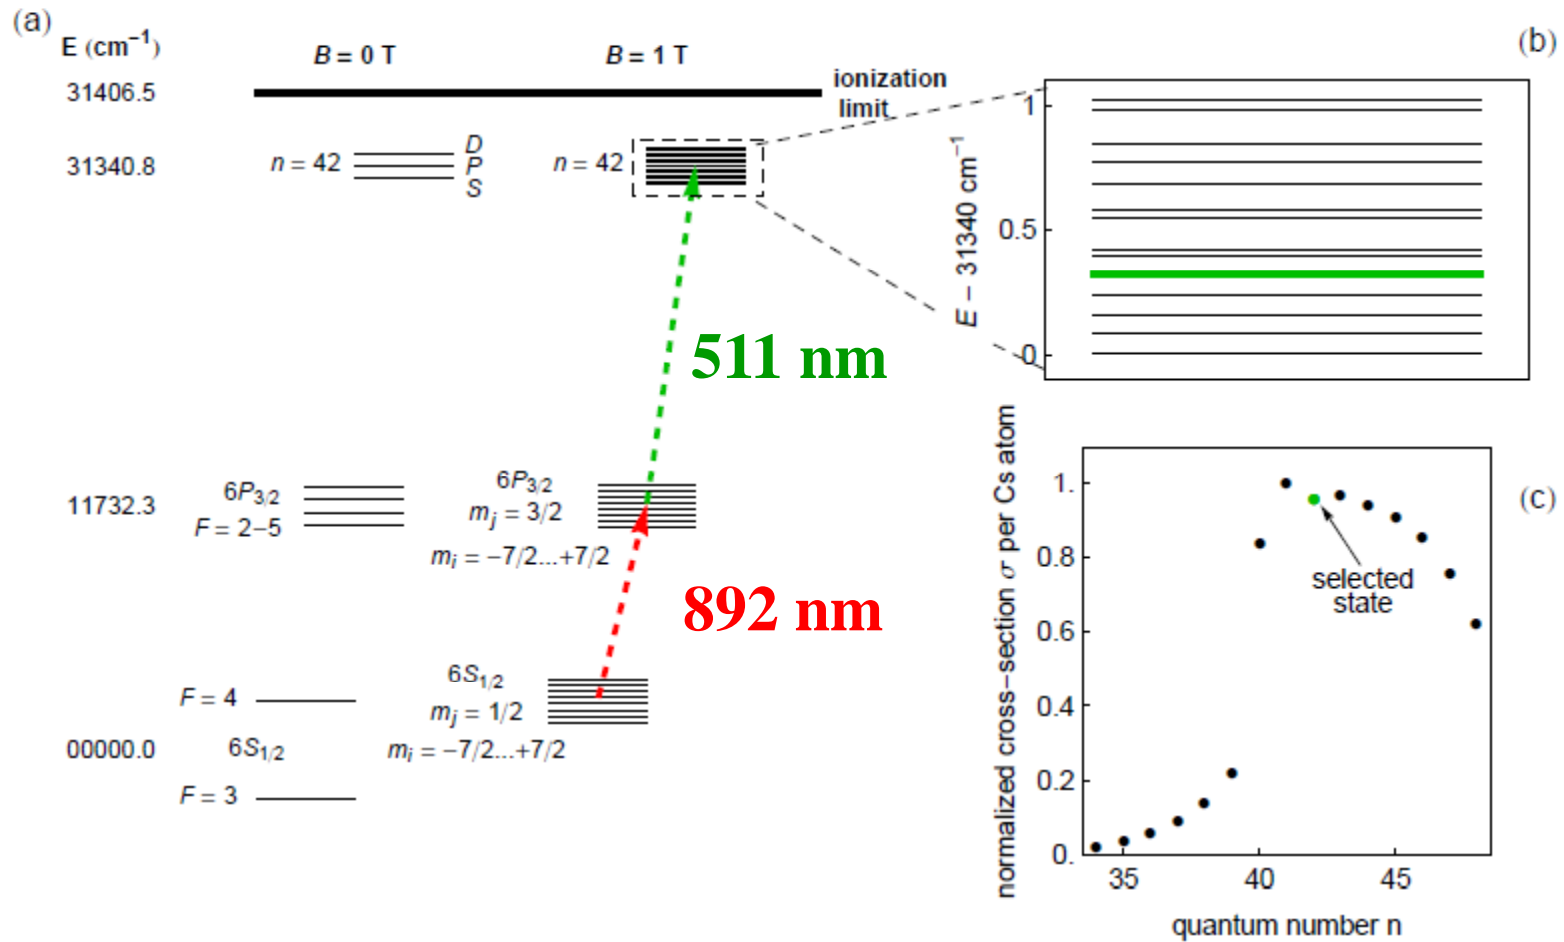 (a)
E (cm⁻¹)
B = 0 T
B = 1 T
31406.5
ionization
limit
31340.8
n = 42
D
P
S
n = 42
511 nm
11732.3
6P3/2
F = 2−5
6P3/2
mj = 3/2
mi = −7/2...+7/2
892 nm
F = 4
00000.0
6S1/2
F = 3
6S1/2
mj = 1/2
mi = −7/2...+7/2
(b)
E − 31340 cm⁻¹
1
0.5
0
(c)
normalized cross−section σ per Cs atom
1.
0.8
0.6
0.4
0.2
0.
selected
state
35
40
45
quantum number n